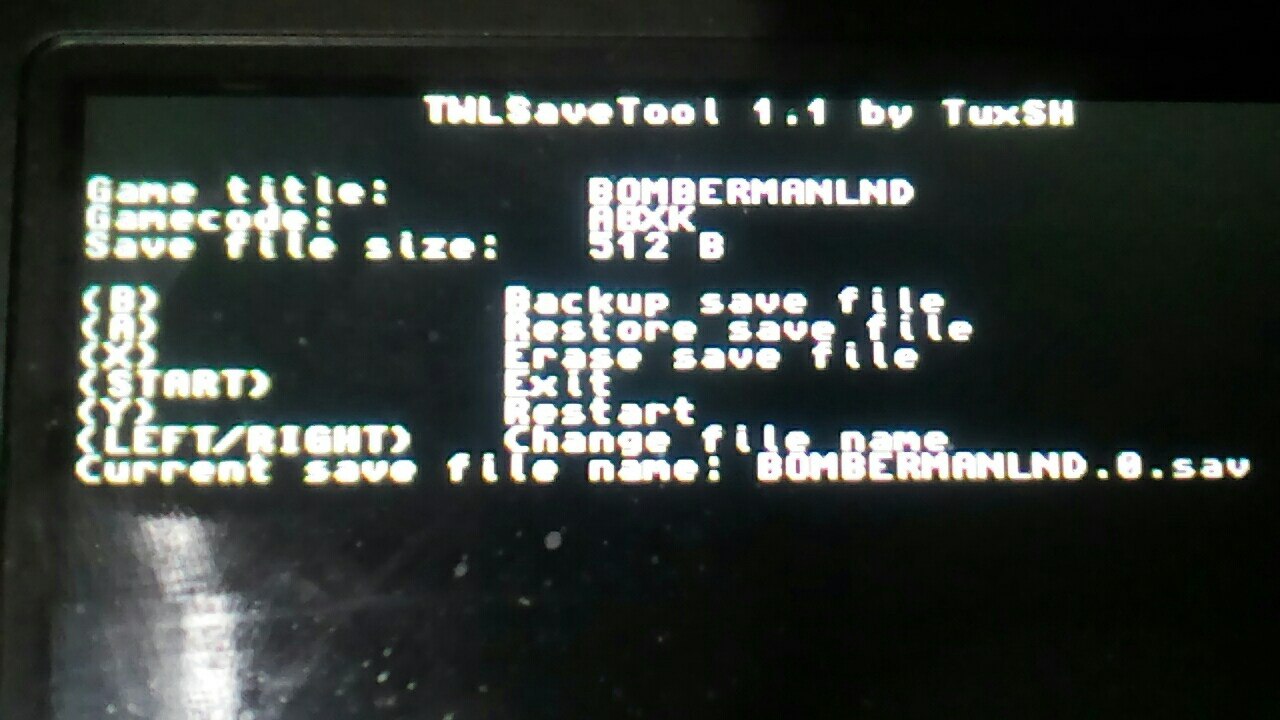 TWLSaveTool 1.1 by TuxSH
Game title: BOMBERMANLND
Gamecode: ABXK
Save file size: 512 B
(B) Backup save file
(A) Restore save file
(X) Erase save file
(START) Exit
(Y) Restart
(LEFT/RIGHT) Change file name
Current save file name: BOMBERMANLND.0.sav